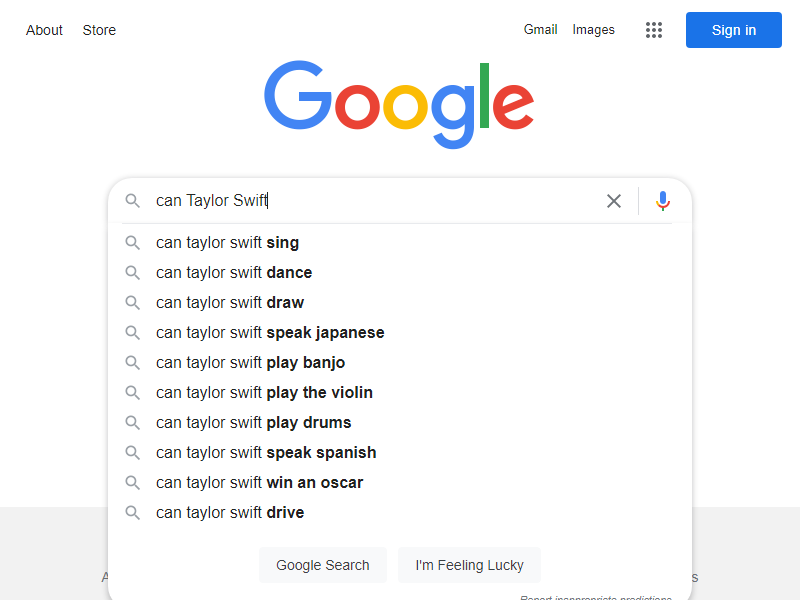 About Store Gmail Images Sign in
Google
can Taylor Swift
can taylor swift sing
can taylor swift dance
can taylor swift draw
can taylor swift speak japanese
can taylor swift play banjo
can taylor swift play the violin
can taylor swift play drums
can taylor swift speak spanish
can taylor swift win an oscar
can taylor swift drive
Google Search I'm Feeling Lucky
Report inappropriate predictions